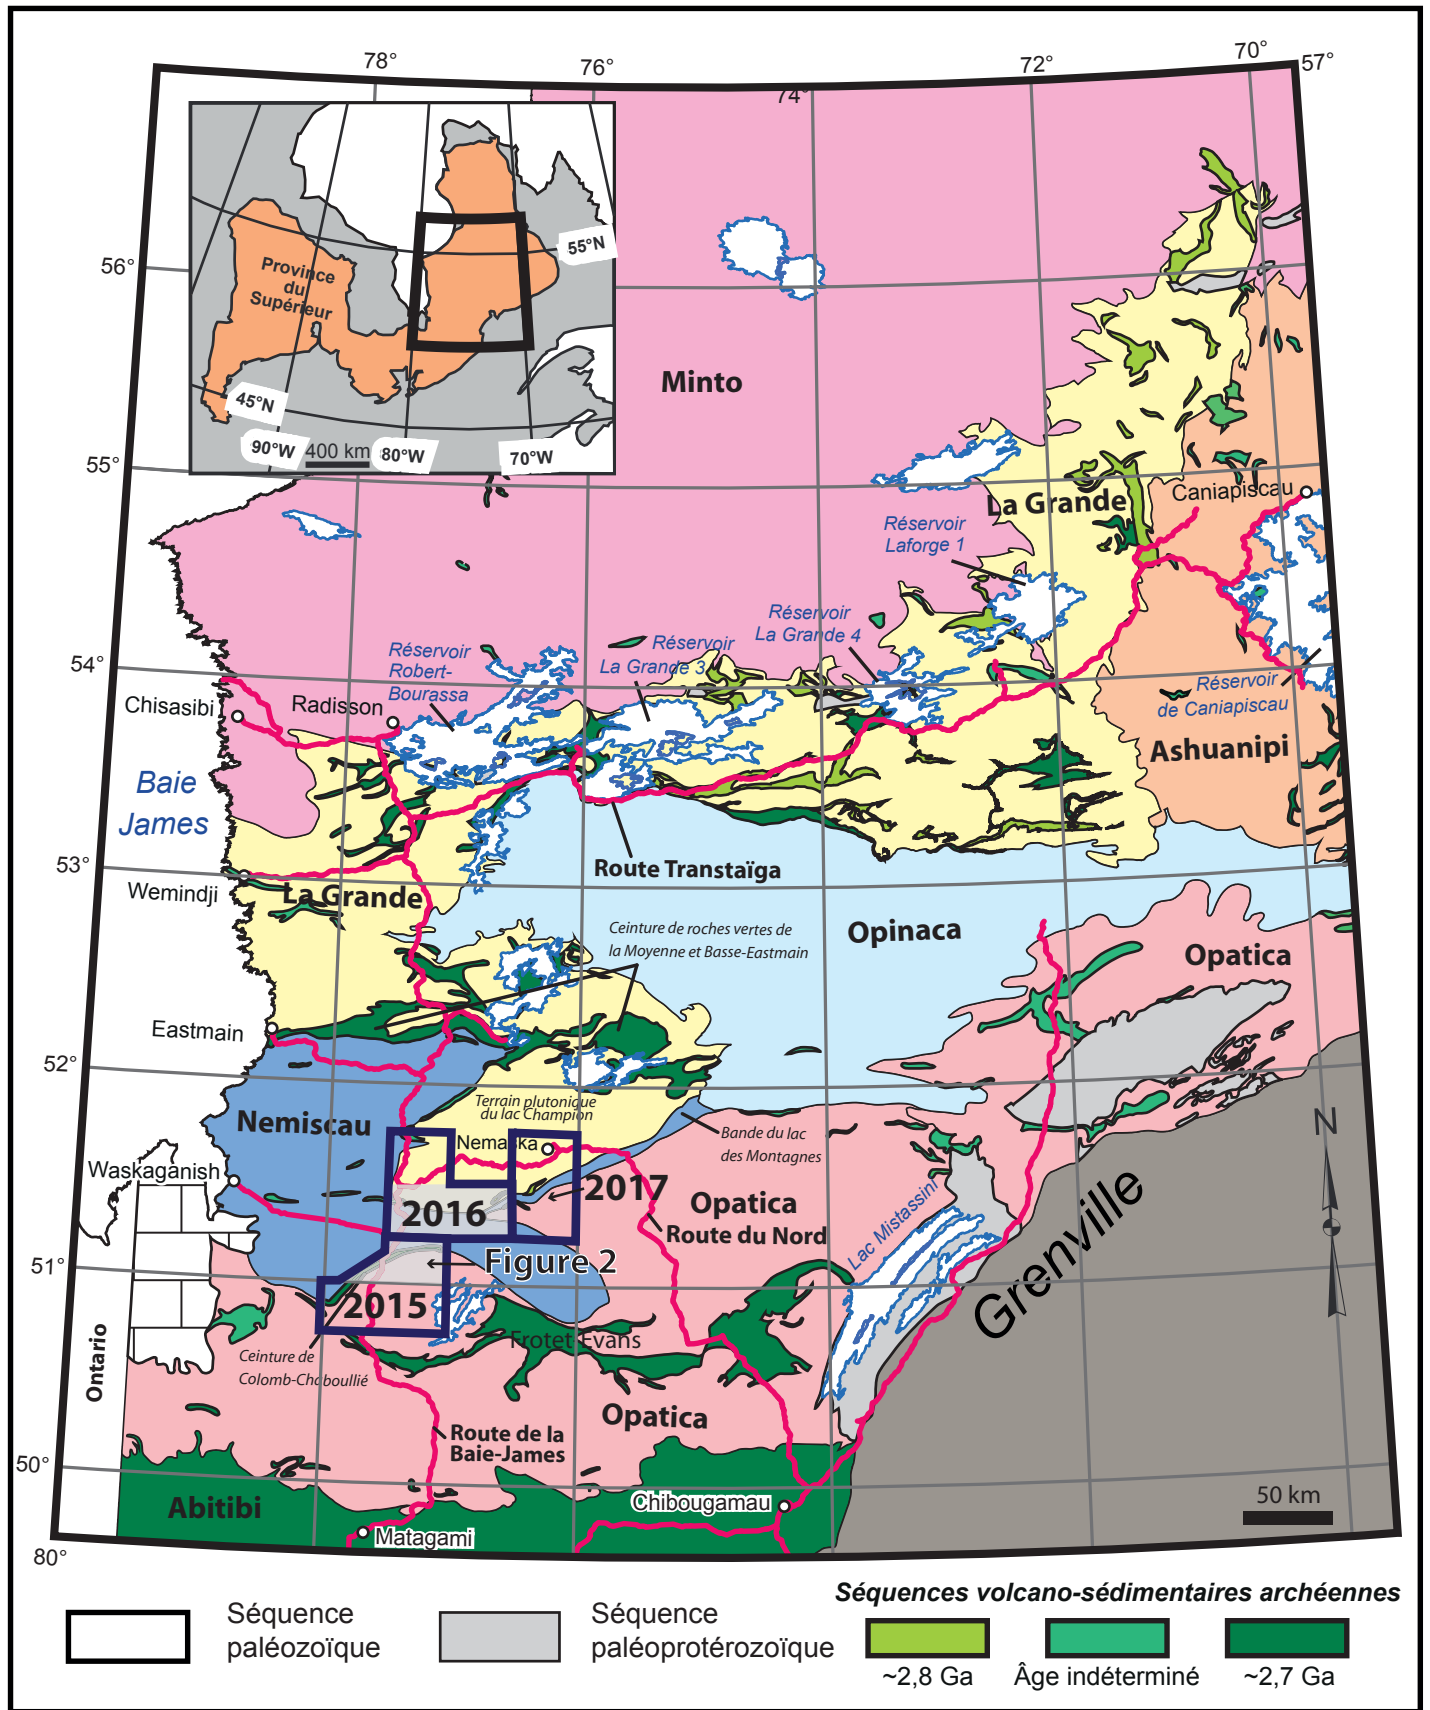 78°
76°
74°
72°
70°
57°
Province
du
Supérieur
55°N
45°N
90°W
400 km
80°W
70°W
56°
Minto
55°
La Grande
Caniapiscau
Réservoir
Laforge 1
Réservoir
La Grande 4
Réservoir
La Grande 3
Réservoir
Robert-
Bourassa
54°
Chisasibi
Radisson
Réservoir
de Caniapiscau
Ashuanipi
Baie
James
53°
Route Transtaïga
Wemindji
La Grande
Ceinture de roches vertes de
la Moyenne et Basse-Eastmain
Opinaca
Opatica
Eastmain
52°
Terrain plutonique
du lac Champion
Nemiscau
Nemaska
Bande du lac
des Montagnes
N
Waskaganish
2017
2016
Opatica
Route du Nord
Lac Mistassini
Grenville
51°
Figure 2
2015
Frotet-Evans
Ontario
Ceinture de
Colomb-Chaboullié
Opatica
Route de la
Baie-James
50°
Abitibi
Chibougamau
50 km
Matagami
80°
Séquence
paléozoïque
Séquence
paléoprotérozoïque
Séquences volcano-sédimentaires archéennes
~2,8 Ga
Âge indéterminé
~2,7 Ga